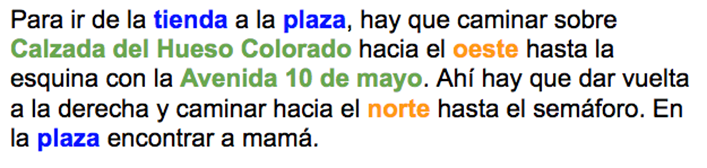 Para ir de la tienda a la plaza, hay que caminar sobre
Calzada del Hueso Colorado hacia el oeste hasta la
esquina con la Avenida 10 de mayo. Ahí hay que dar vuelta
a la derecha y caminar hacia el norte hasta el semáforo. En
la plaza encontrar a mamá.